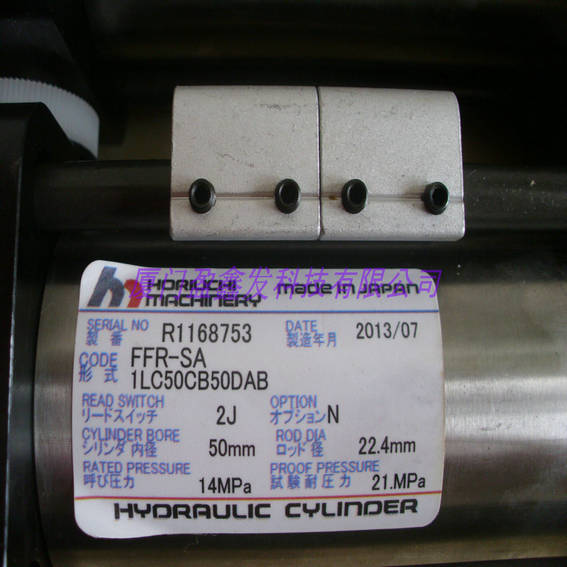 厦门盈鑫发科技有限公司
HORIUCHI MACHINERY made in JAPAN
SERIAL NO 製番 R1168753 DATE 製造年月 2013/07
CODE 形式 FFR-SA
1LC50CB50DAB
READ SWITCH リードスイッチ 2J OPTION オプション N
CYLINDER BORE シリンダ内径 50mm ROD DIA ロッド径 22.4mm
RATED PRESSURE 呼び圧力 14MPa PROOF PRESSURE 試験耐圧力 21.MPa
HYDRAULIC CYLINDER